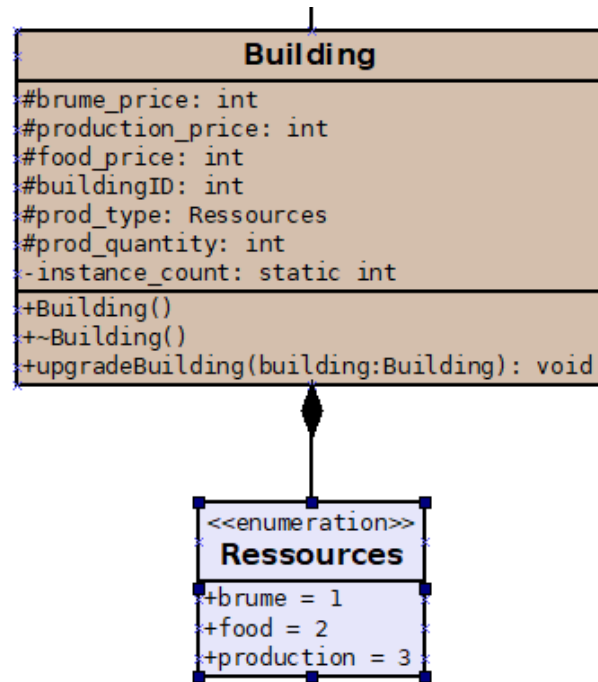 Building
#brume_price: int
#production_price: int
#food_price: int
#buildingID: int
#prod_type: Ressources
#prod_quantity: int
-instance_count: static int
+Building()
+~Building()
+upgradeBuilding(building:Building): void
<<enumeration>>
Ressources
+brume = 1
+food = 2
+production = 3